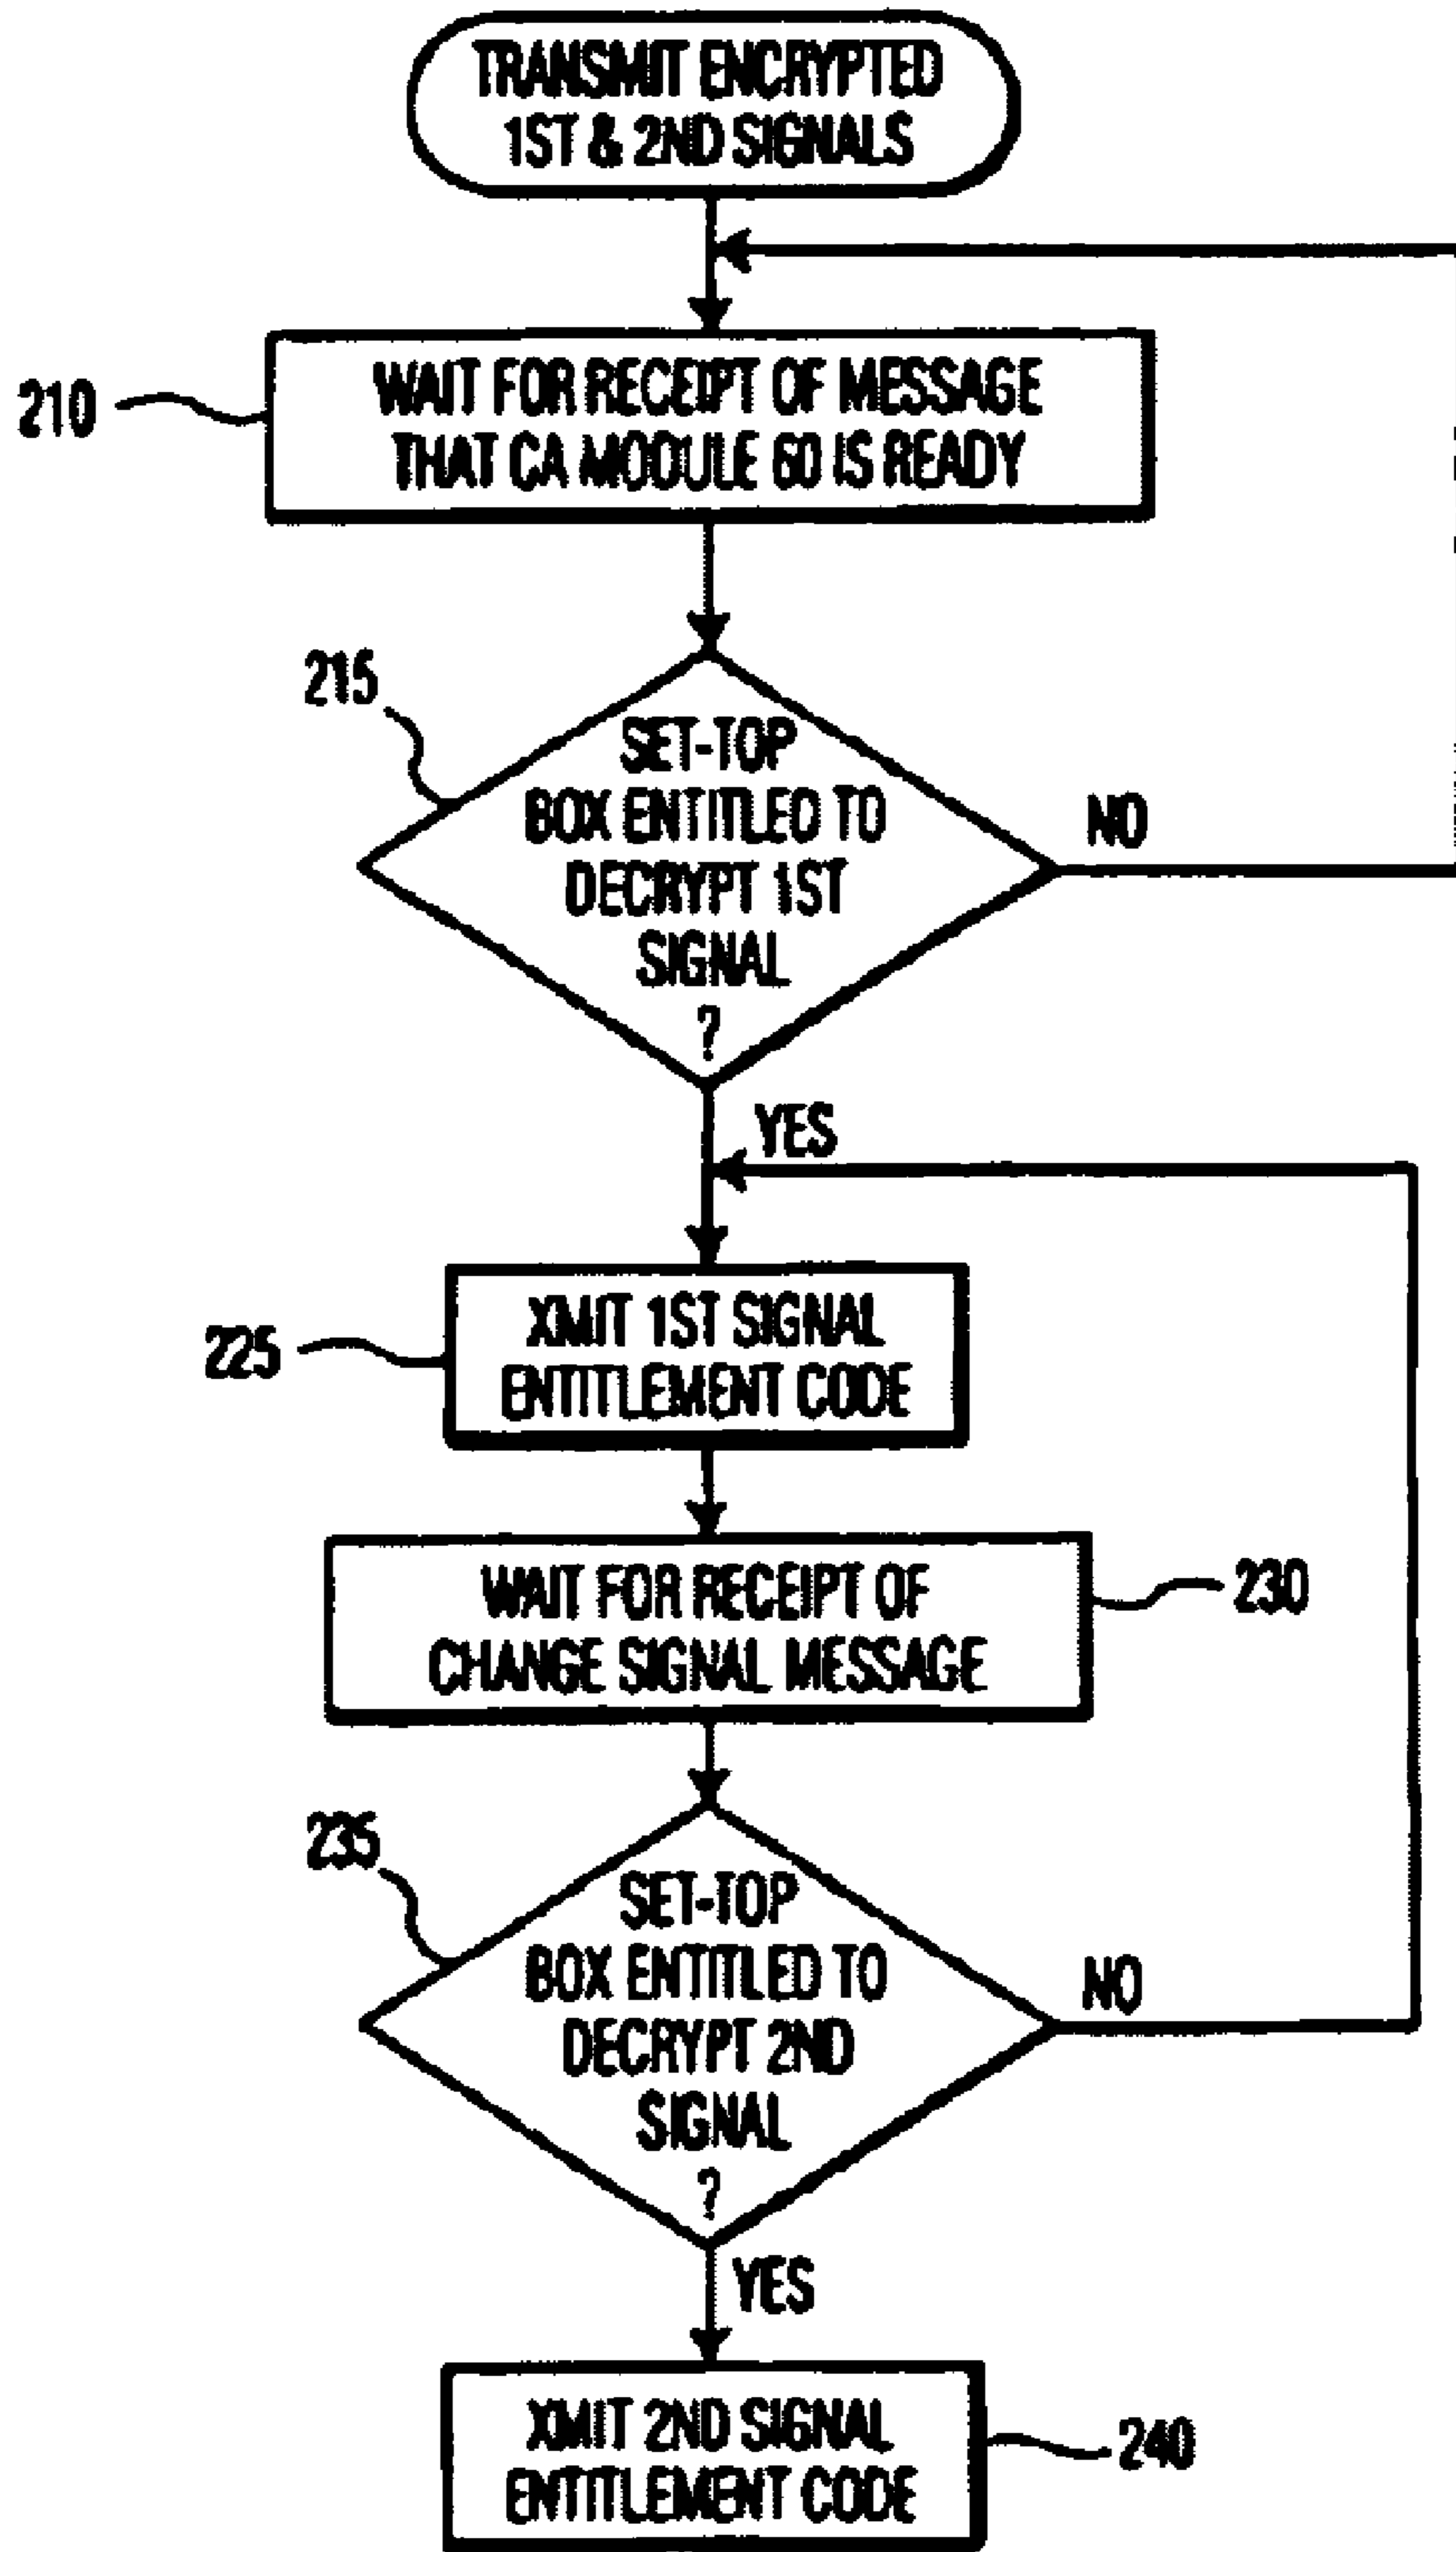 TRANSMIT ENCRYPTED
1ST & 2ND SIGNALS
210
WAIT FOR RECEIPT OF MESSAGE
THAT CA MODULE 60 IS READY
215
SET-TOP
BOX ENTITLED TO
DECRYPT 1ST
SIGNAL
?
NO
YES
225
XMIT 1ST SIGNAL
ENTITLEMENT CODE
WAIT FOR RECEIPT OF
CHANGE SIGNAL MESSAGE
230
235
SET-TOP
BOX ENTITLED TO
DECRYPT 2ND
SIGNAL
?
NO
YES
XMIT 2ND SIGNAL
ENTITLEMENT CODE
240